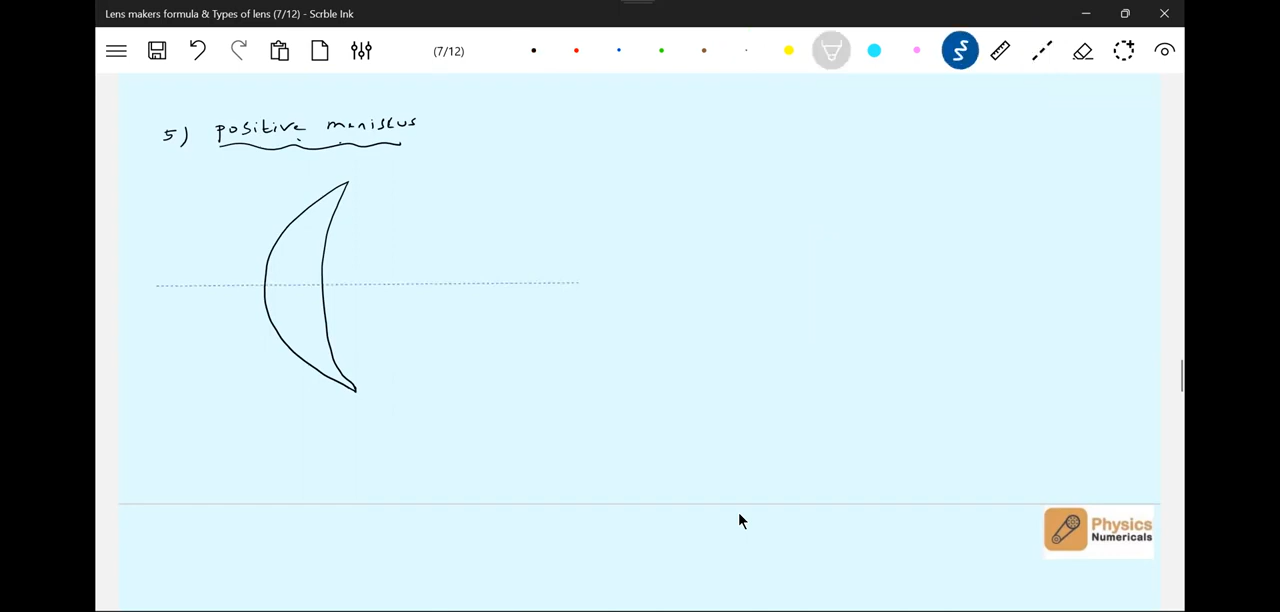 Lens makers formula & Types of lens (7/12) - Scrble Ink
(7/12)
5) positive meniscus
Physics
Numericals